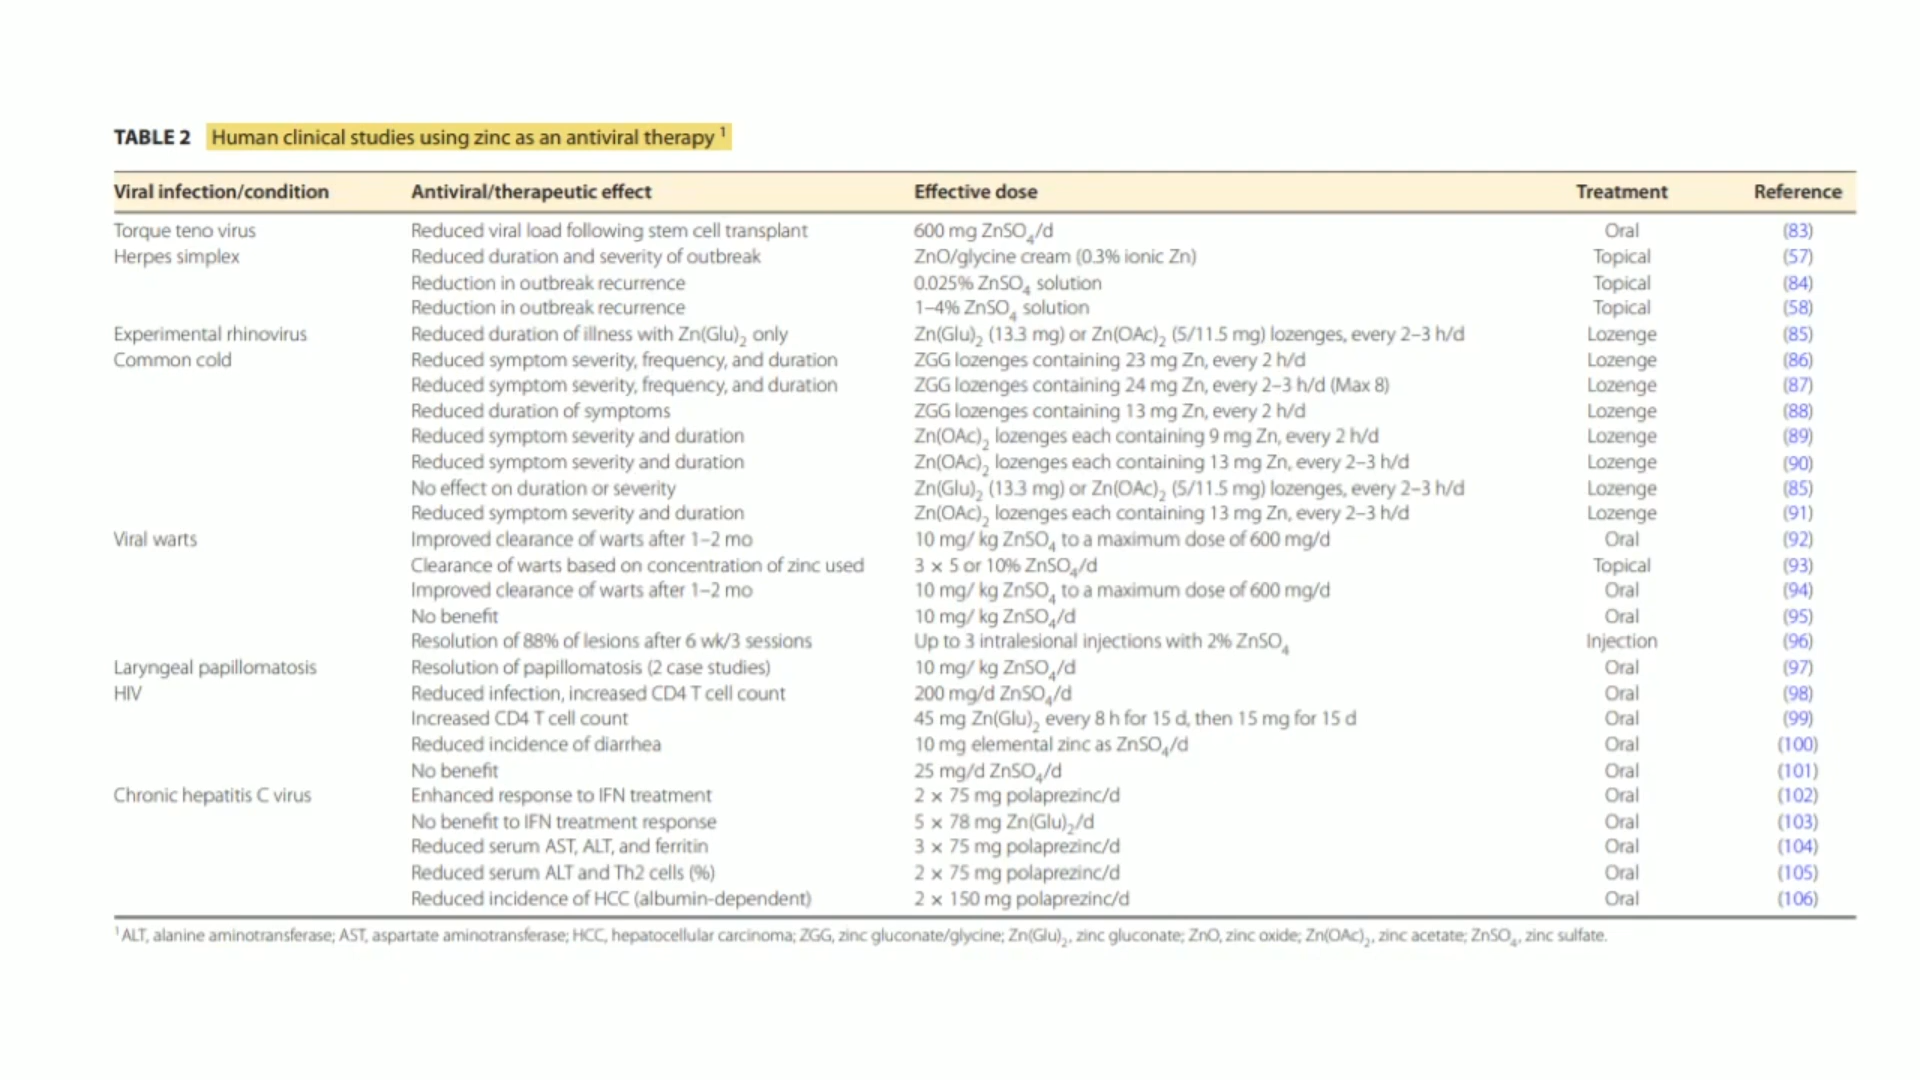 TABLE 2 Human clinical studies using zinc as an antiviral therapy 1
Viral infection/condition Antiviral/therapeutic effect Effective dose Treatment Reference
Torque teno virus Reduced viral load following stem cell transplant 600 mg ZnSO4/d Oral (83)
Herpes simplex Reduced duration and severity of outbreak ZnO/glycine cream (0.3% ionic Zn) Topical (57)
Reduction in outbreak recurrence 0.025% ZnSO4 solution Topical (84)
Reduction in outbreak recurrence 1–4% ZnSO4 solution Topical (58)
Experimental rhinovirus Reduced duration of illness with Zn(Glu)2 only Zn(Glu)2 (13.3 mg) or Zn(OAc)2 (5/11.5 mg) lozenges, every 2–3 h/d Lozenge (85)
Common cold Reduced symptom severity, frequency, and duration ZGG lozenges containing 23 mg Zn, every 2 h/d Lozenge (86)
Reduced symptom severity, frequency, and duration ZGG lozenges containing 24 mg Zn, every 2–3 h/d (Max 8) Lozenge (87)
Reduced duration of symptoms ZGG lozenges containing 13 mg Zn, every 2 h/d Lozenge (88)
Reduced symptom severity and duration Zn(OAc)2 lozenges each containing 9 mg Zn, every 2 h/d Lozenge (89)
Reduced symptom severity and duration Zn(OAc)2 lozenges each containing 13 mg Zn, every 2–3 h/d Lozenge (90)
No effect on duration or severity Zn(Glu)2 (13.3 mg) or Zn(OAc)2 (5/11.5 mg) lozenges, every 2–3 h/d Lozenge (85)
Reduced symptom severity and duration Zn(OAc)2 lozenges each containing 13 mg Zn, every 2–3 h/d Lozenge (91)
Viral warts Improved clearance of warts after 1–2 mo 10 mg/ kg ZnSO4 to a maximum dose of 600 mg/d Oral (92)
Clearance of warts based on concentration of zinc used 3 × 5 or 10% ZnSO4/d Topical (93)
Improved clearance of warts after 1–2 mo 10 mg/ kg ZnSO4 to a maximum dose of 600 mg/d Oral (94)
No benefit 10 mg/ kg ZnSO4/d Oral (95)
Resolution of 88% of lesions after 6 wk/3 sessions Up to 3 intralesional injections with 2% ZnSO4 Injection (96)
Laryngeal papillomatosis Resolution of papillomatosis (2 case studies) 10 mg/ kg ZnSO4/d Oral (97)
HIV Reduced infection, increased CD4 T cell count 200 mg/d ZnSO4/d Oral (98)
Increased CD4 T cell count 45 mg Zn(Glu)2 every 8 h for 15 d, then 15 mg for 15 d Oral (99)
Reduced incidence of diarrhea 10 mg elemental zinc as ZnSO4/d Oral (100)
No benefit 25 mg/d ZnSO4/d Oral (101)
Chronic hepatitis C virus Enhanced response to IFN treatment 2 × 75 mg polaprezinc/d Oral (102)
No benefit to IFN treatment response 5 × 78 mg Zn(Glu)2/d Oral (103)
Reduced serum AST, ALT, and ferritin 3 × 75 mg polaprezinc/d Oral (104)
Reduced serum ALT and Th2 cells (%) 2 × 75 mg polaprezinc/d Oral (105)
Reduced incidence of HCC (albumin-dependent) 2 × 150 mg polaprezinc/d Oral (106)
1 ALT, alanine aminotransferase; AST, aspartate aminotransferase; HCC, hepatocellular carcinoma; ZGG, zinc gluconate/glycine; Zn(Glu)2, zinc gluconate; ZnO, zinc oxide; Zn(OAc)2, zinc acetate; ZnSO4, zinc sulfate.